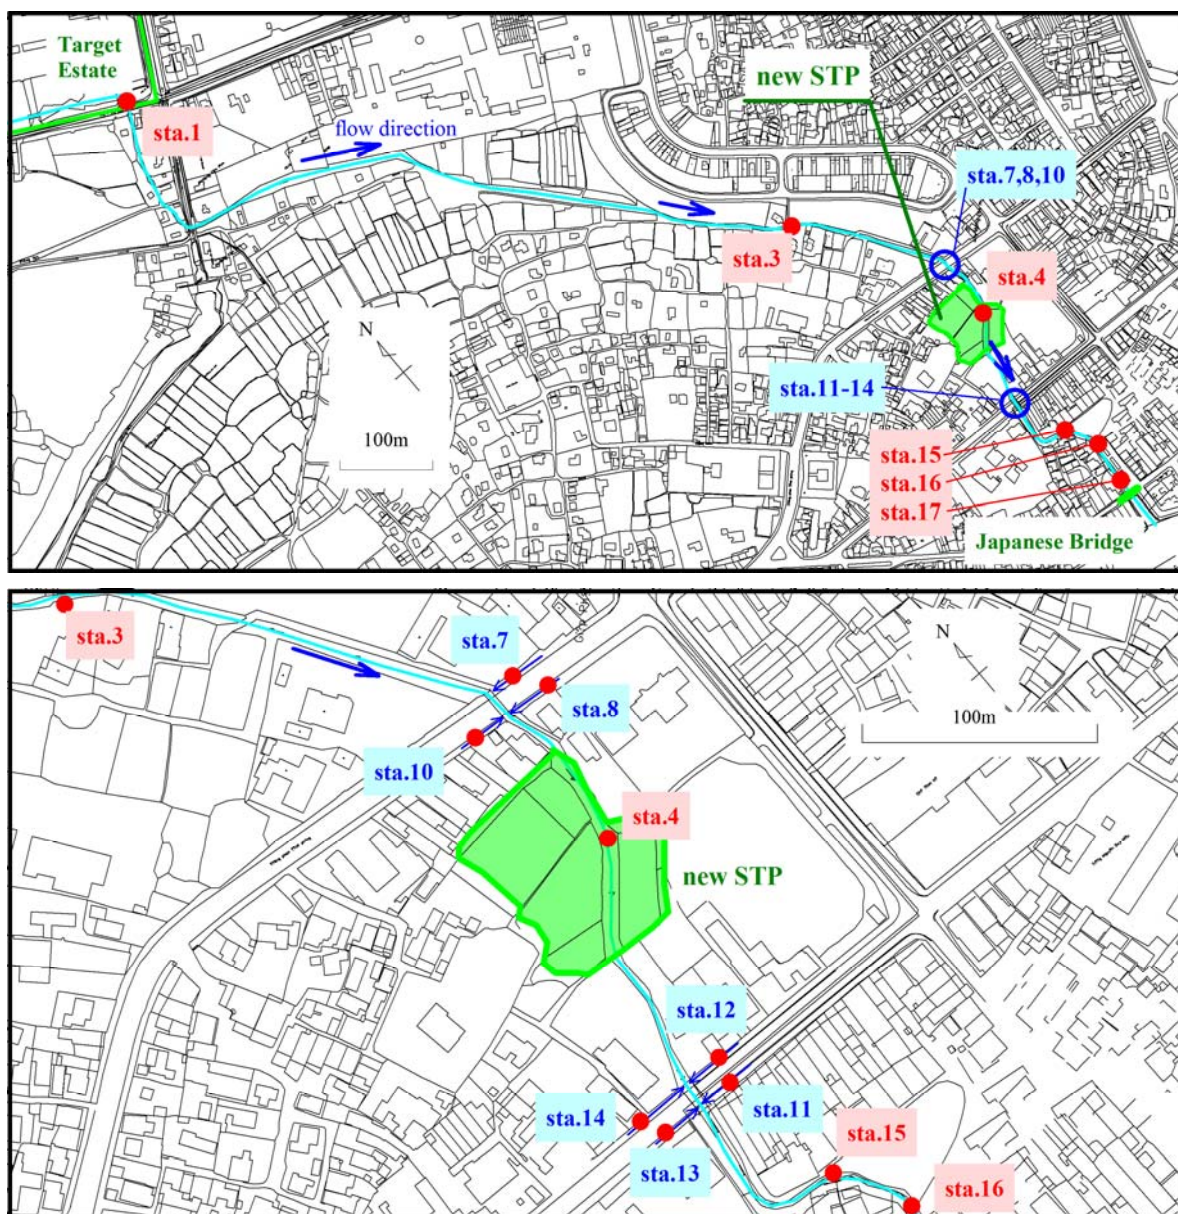 Target
Estate
sta.1
flow direction
new STP
sta.7,8,10
sta.3
sta.4
N
100m
sta.11-14
sta.15
sta.16
sta.17
Japanese Bridge
sta.3
sta.7
sta.8
sta.10
N
100m
sta.4
new STP
sta.12
sta.14
sta.11
sta.13
sta.15
sta.16